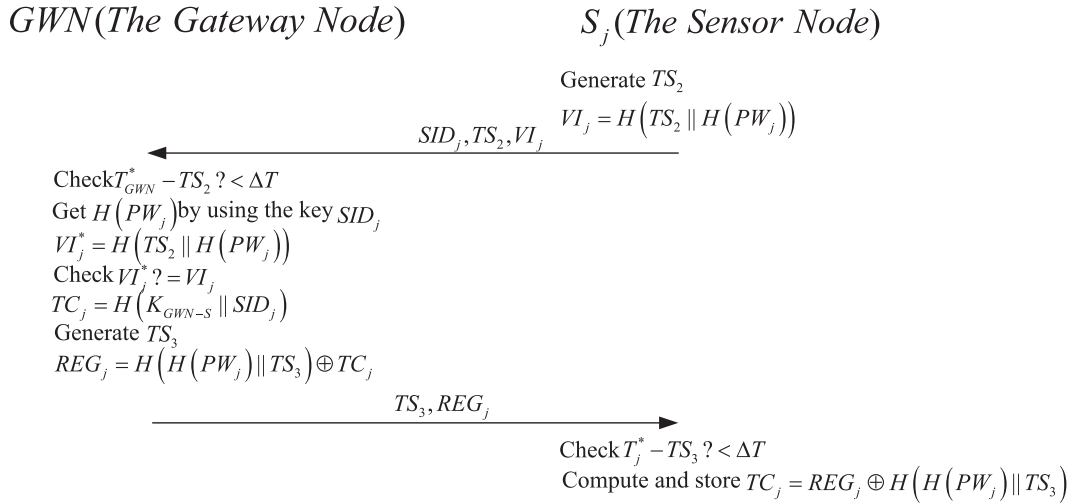 GWN(The Gateway Node)
S_j(The Sensor Node)
Generate TS_2
VI_j = H(TS_2 || H(PW_j))
SID_j, TS_2, VI_j
Check T*_GWN − TS_2 ? < ΔT
Get H(PW_j) by using the key SID_j
VI*_j = H(TS_2 || H(PW_j))
Check VI*_j ? = VI_j
TC_j = H(K_GWN−S || SID_j)
Generate TS_3
REG_j = H(H(PW_j) || TS_3) ⊕ TC_j
TS_3, REG_j
Check T*_j − TS_3 ? < ΔT
Compute and store TC_j = REG_j ⊕ H(H(PW_j) || TS_3)